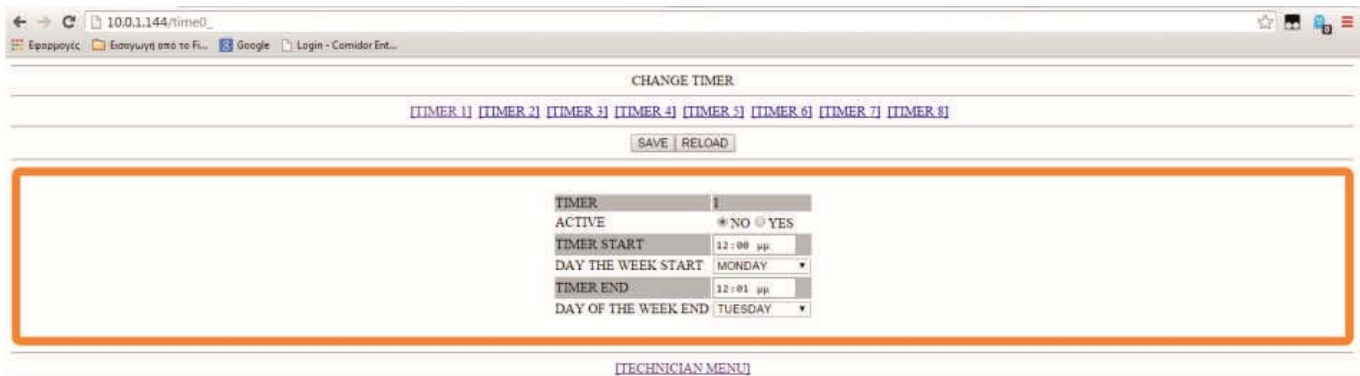 10.0.1.144/time0_
Εφαρμογές Εισαγωγή από το Fi... Google Login - Comidor Ent...
CHANGE TIMER
[TIMER 1] [TIMER 2] [TIMER 3] [TIMER 4] [TIMER 5] [TIMER 6] [TIMER 7] [TIMER 8]
SAVE RELOAD
TIMER 1
ACTIVE NO YES
TIMER START 12:00 μμ
DAY THE WEEK START MONDAY
TIMER END 12:01 μμ
DAY OF THE WEEK END TUESDAY
[TECHNICIAN MENU]